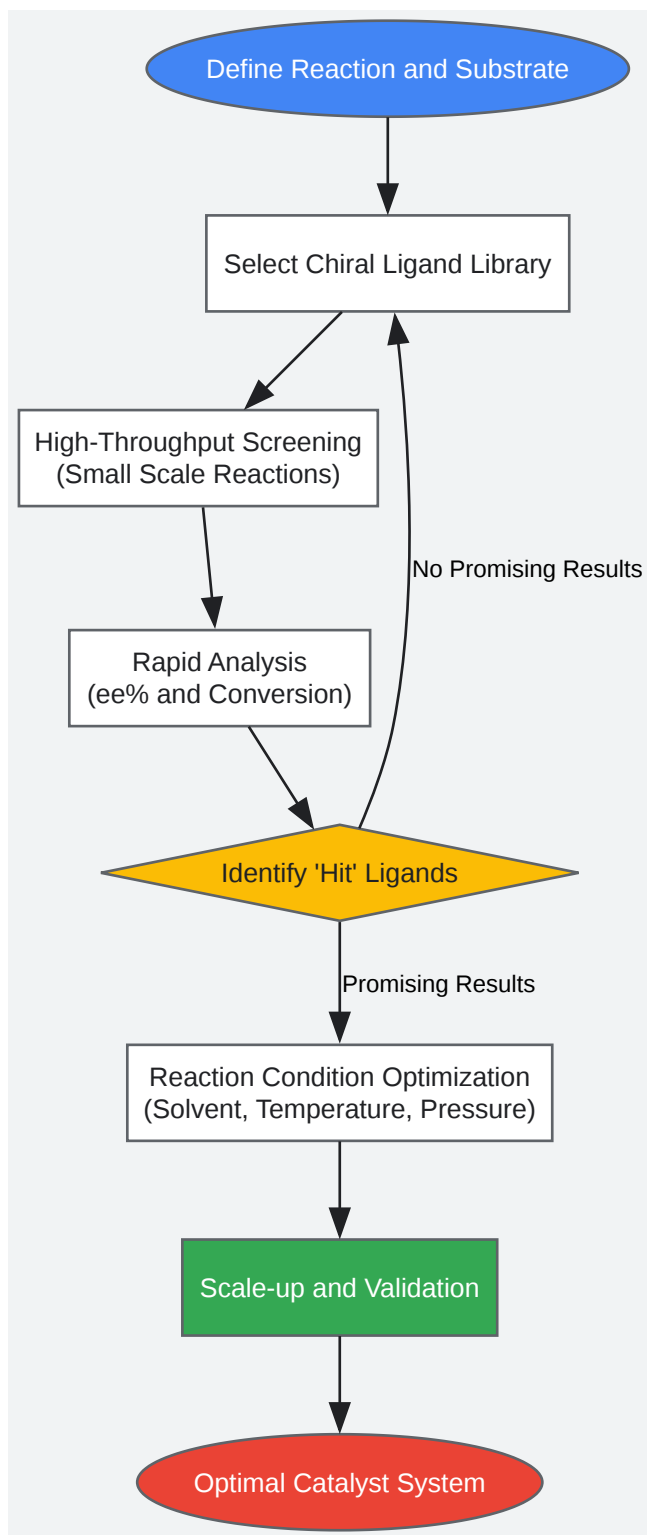 Define Reaction and Substrate
Select Chiral Ligand Library
High-Throughput Screening
(Small Scale Reactions)
No Promising Results
Rapid Analysis
(ee% and Conversion)
Identify 'Hit' Ligands
Promising Results
Reaction Condition Optimization
(Solvent, Temperature, Pressure)
Scale-up and Validation
Optimal Catalyst System